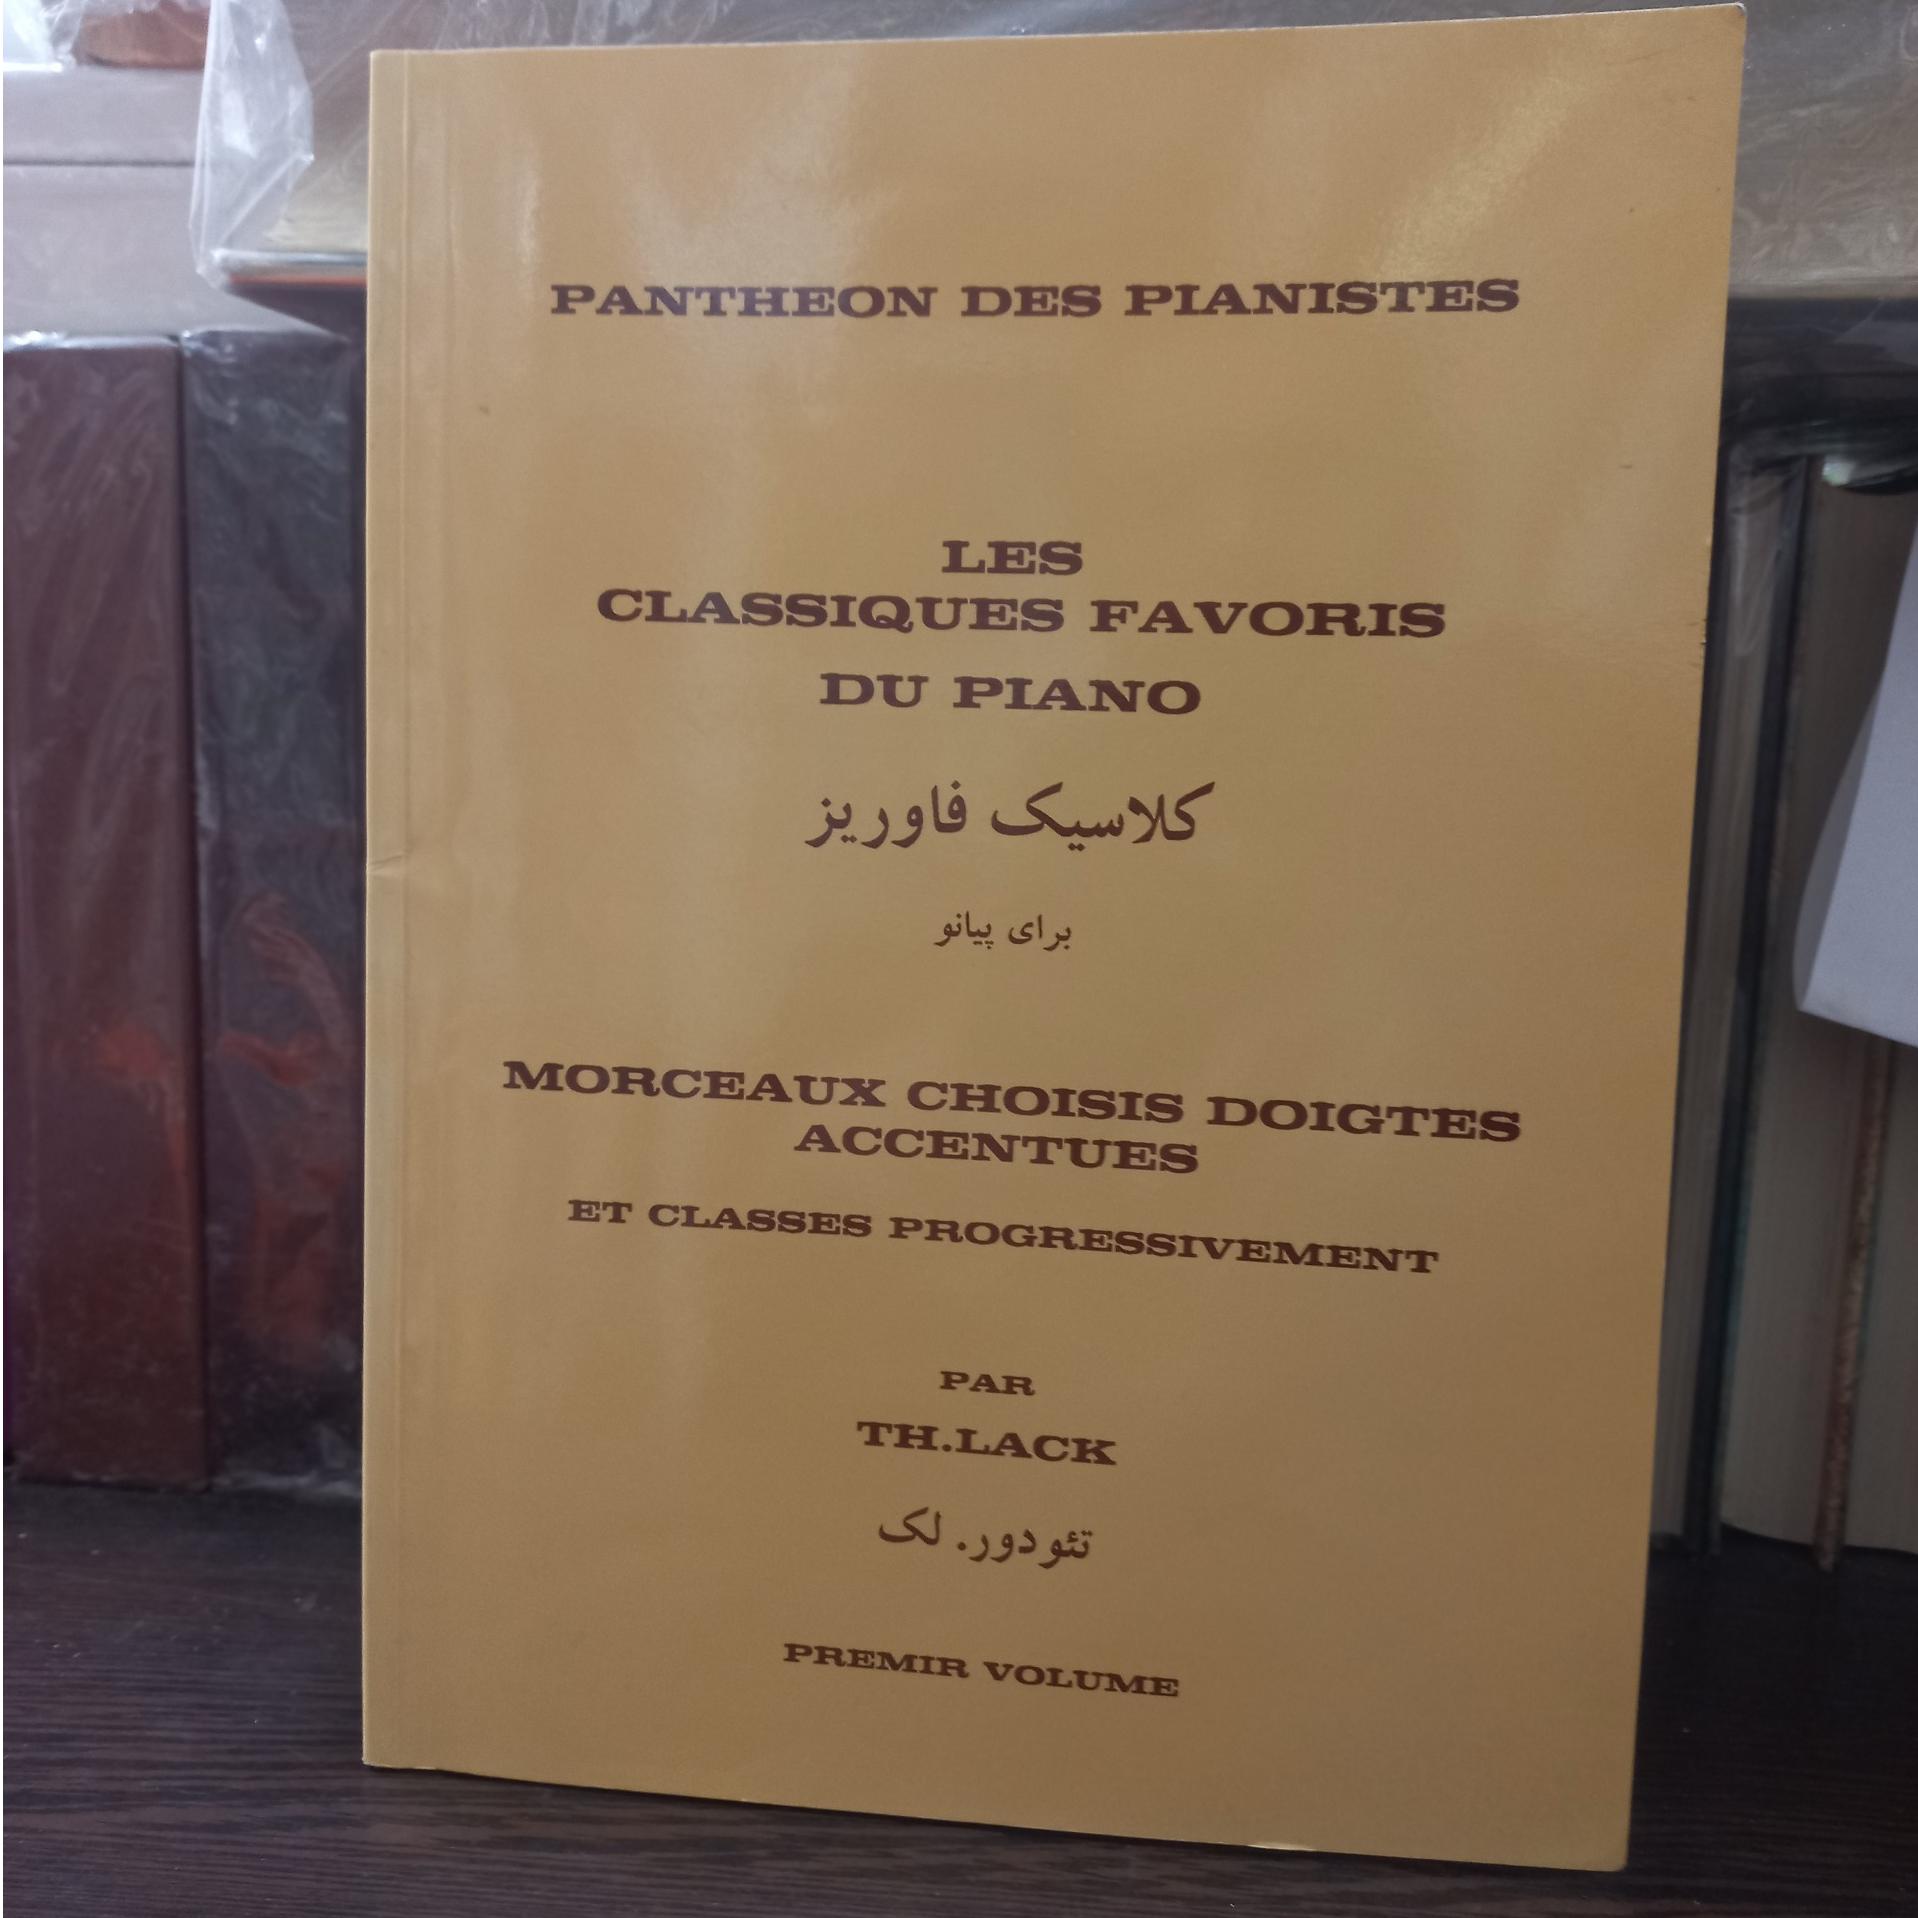 PANTHEON DES PIANISTES
LES
CLASSIQUES FAVORIS
DU PIANO
کلاسیک فاوریز
برای پیانو
MORCEAUX CHOISIS DOIGTES
ACCENTUES
ET CLASSES PROGRESSIVEMENT
PAR
TH.LACK
تئودور. لک
PREMIR VOLUME